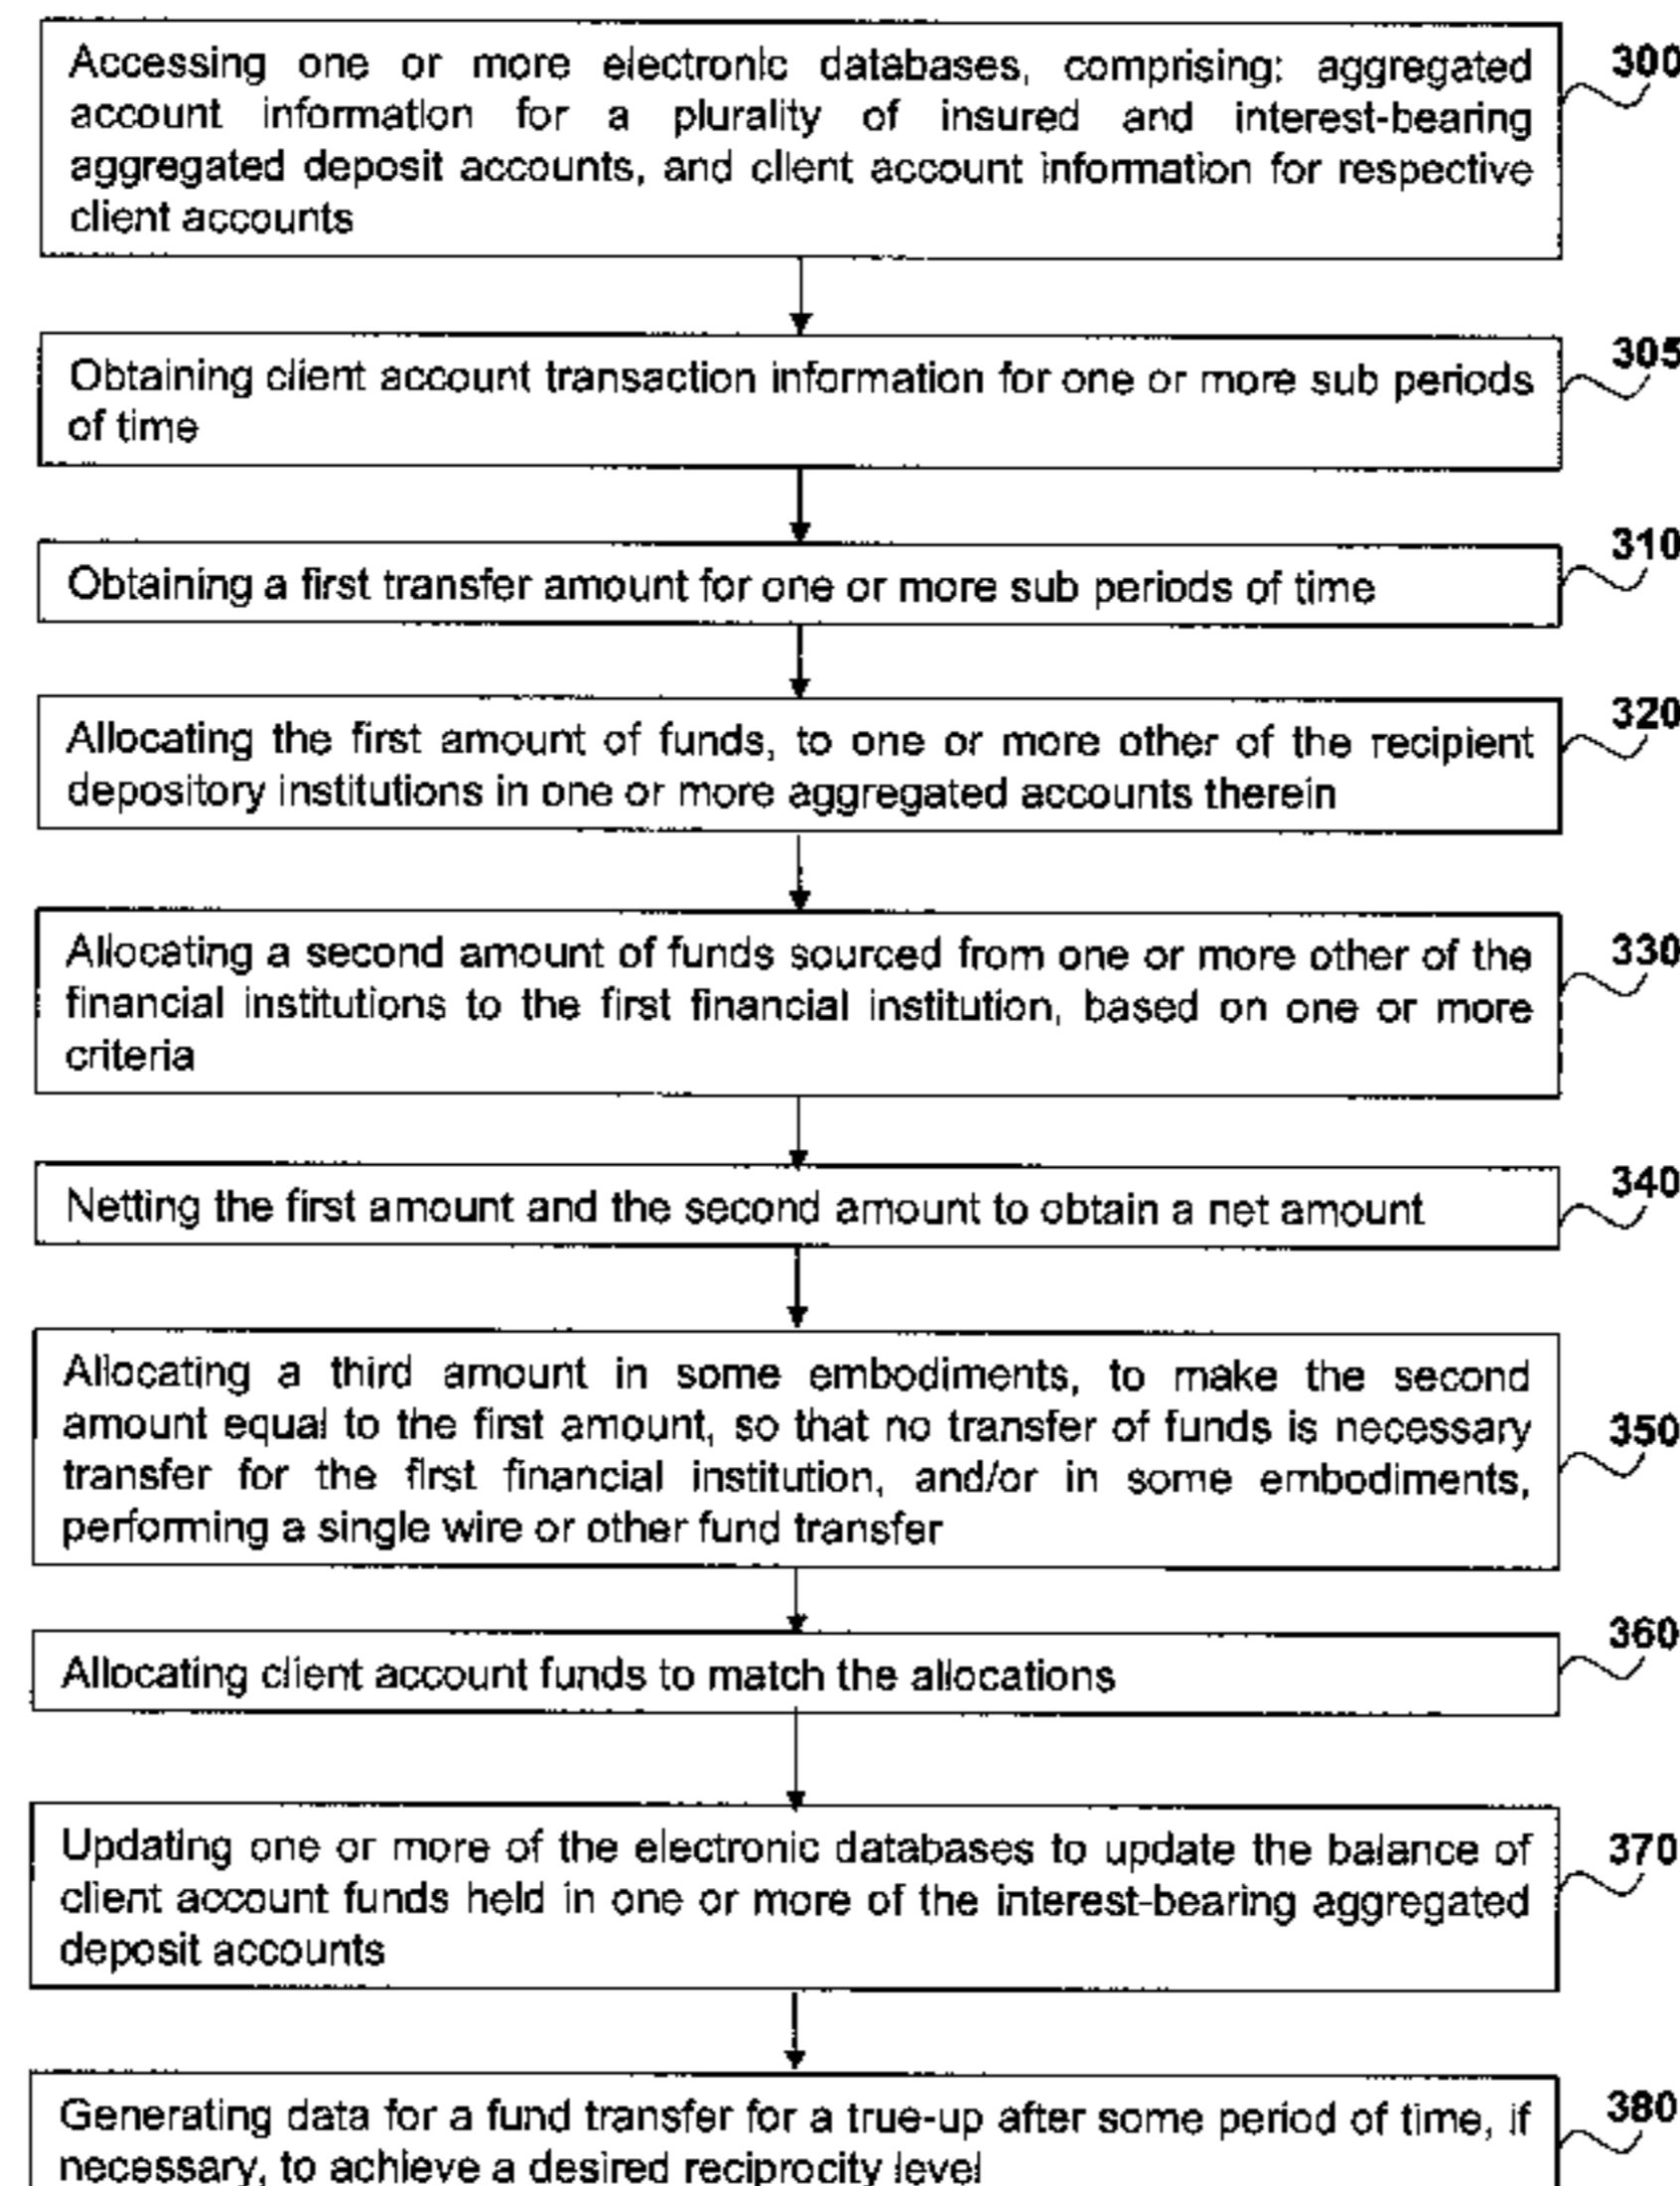 Accessing one or more electronic databases, comprising: aggregated
account information for a plurality of insured and interest-bearing
aggregated deposit accounts, and client account information for respective
client accounts
300
Obtaining client account transaction information for one or more sub periods
of time
305
Obtaining a first transfer amount for one or more sub periods of time
310
Allocating the first amount of funds, to one or more other of the recipient
depository institutions in one or more aggregated accounts therein
320
Allocating a second amount of funds sourced from one or more other of the
financial institutions to the first financial institution, based on one or more
criteria
330
Netting the first amount and the second amount to obtain a net amount
340
Allocating a third amount in some embodiments, to make the second
amount equal to the first amount, so that no transfer of funds is necessary
transfer for the first financial institution, and/or in some embodiments,
performing a single wire or other fund transfer
350
Allocating client account funds to match the allocations
360
Updating one or more of the electronic databases to update the balance of
client account funds held in one or more of the interest-bearing aggregated
deposit accounts
370
Generating data for a fund transfer for a true-up after some period of time, if
necessary, to achieve a desired reciprocity level
380